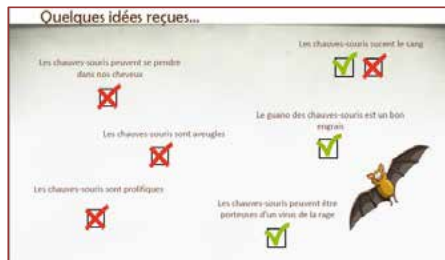 Quelques idées reçues...
Les chauves-souris sucent le sang
Les chauves-souris peuvent se pendre
dans nos cheveux
Le guano des chauves-souris est un bon
engrais
Les chauves-souris sont aveugles
Les chauves-souris sont prolifiques
Les chauves-souris peuvent être
porteuses d'un virus de la rage